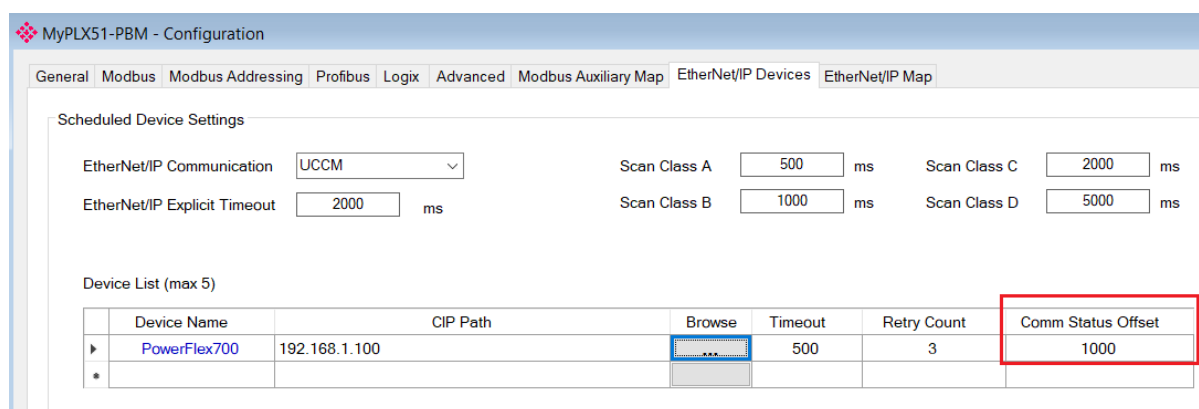 MyPLX51-PBM - Configuration
General Modbus Modbus Addressing Profibus Logix Advanced Modbus Auxiliary Map EtherNet/IP Devices EtherNet/IP Map
Scheduled Device Settings
EtherNet/IP Communication UCCM Scan Class A 500 ms Scan Class C 2000 ms
EtherNet/IP Explicit Timeout 2000 ms Scan Class B 1000 ms Scan Class D 5000 ms
Device List (max 5)
Device Name CIP Path Browse Timeout Retry Count Comm Status Offset
PowerFlex700 192.168.1.100 ... 500 3 1000